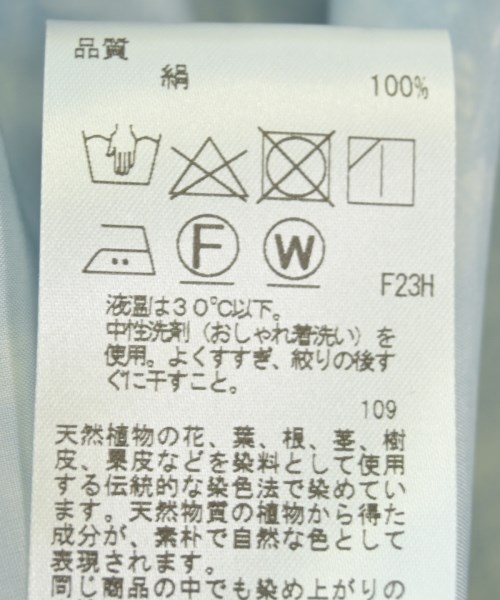 品質
絹 100%
F W
F23H
液温は30℃以下。
中性洗剤（おしゃれ着洗い）を
使用。よくすすぎ、絞りの後す
ぐに干すこと。
109
天然植物の花、葉、根、茎、樹
皮、果皮などを染料として使用
する伝統的な染色法で染めてい
ます。天然物質の植物から得た
成分が、素朴で自然な色として
表現されます。
同じ商品の中でも染め上がりの